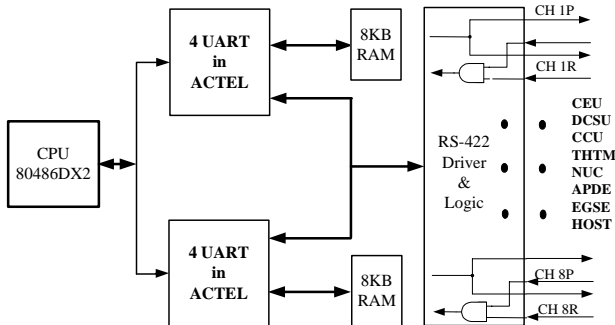 CPU
80486DX2
4 UART
in
ACTEL
8KB
RAM
4 UART
in
ACTEL
8KB
RAM
RS-422
Driver
&
Logic
CH 1P
CH 1R
CEU
DCSU
CCU
THTM
NUC
APDE
EGSE
HOST
CH 8P
CH 8R